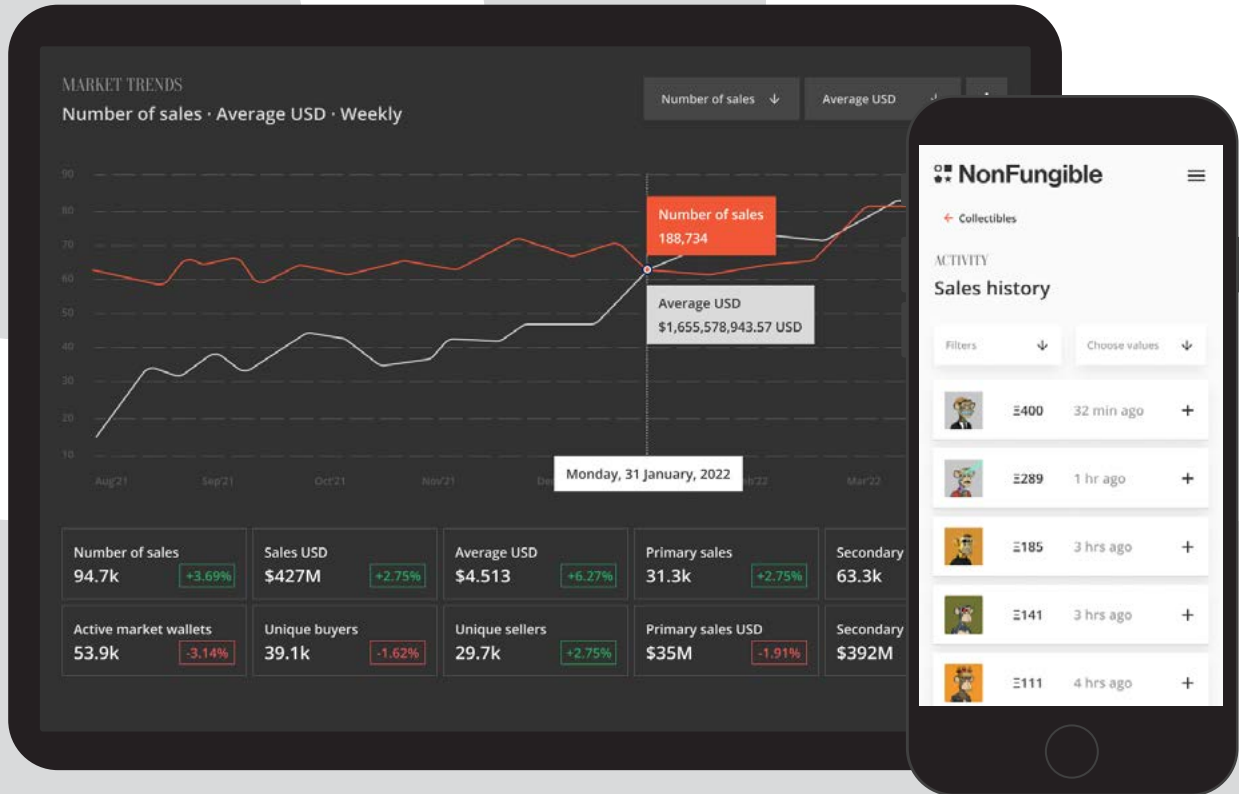 MARKET TRENDS
Number of sales · Average USD · Weekly
Number of sales ↓
Average USD
90
80
70
60
50
40
30
20
10
Number of sales
188,734
Average USD
$1,655,578,943.57 USD
Monday, 31 January, 2022
Aug'21
Sep'21
Oct'21
Nov'21
Mar'22
Number of sales
94.7k
+3.69%
Sales USD
$427M
+2.75%
Average USD
$4.513
+6.27%
Primary sales
31.3k
+2.75%
Secondary
63.3k
Active market wallets
53.9k
-3.14%
Unique buyers
39.1k
-1.62%
Unique sellers
29.7k
+2.75%
Primary sales USD
$35M
-1.91%
Secondary
$392M
NonFungible
← Collectibles
ACTIVITY
Sales history
Filters ↓
Choose values ↓
Ξ400 32 min ago +
Ξ289 1 hr ago +
Ξ185 3 hrs ago +
Ξ141 3 hrs ago +
Ξ111 4 hrs ago +